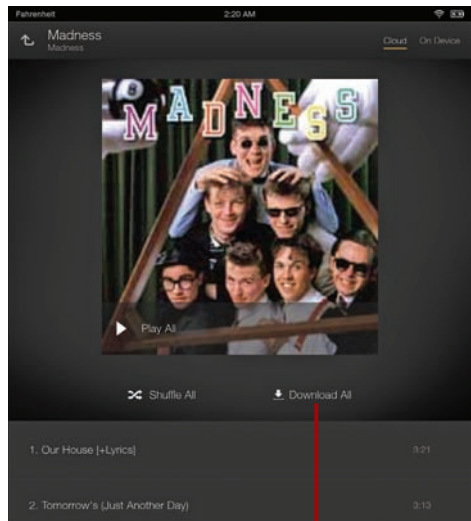 Fahrenheit 2:20 AM
Madness
Madness
Cloud On Device
MADNESS
8
Play All
Shuffle All Download All
1. Our House [+Lyrics] 3:21
2. Tomorrow's (Just Another Day) 3:13